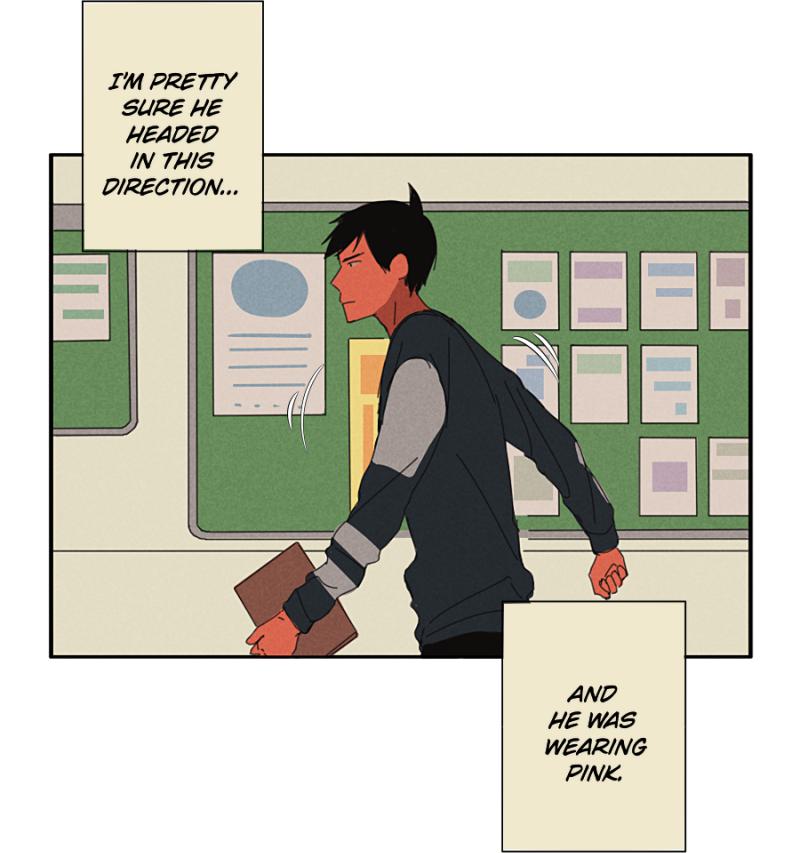 I'M PRETTY
SURE HE
HEADED
IN THIS
DIRECTION...
AND
HE WAS
WEARING
PINK.